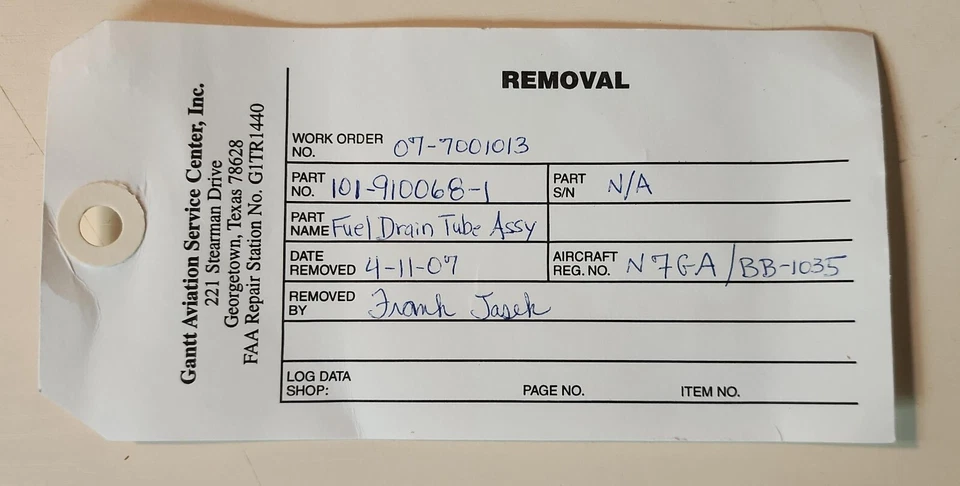 Gantt Aviation Service Center, Inc.
221 Stearman Drive
Georgetown, Texas 78628
FAA Repair Station No. G1TR1440
REMOVAL
WORK ORDER NO. 07-7001013
PART NO. 101-910068-1 PART S/N N/A
PART NAME Fuel Drain Tube Assy
DATE REMOVED 4-11-07 AIRCRAFT REG. NO. N7GA/BB-1035
REMOVED BY Frank Jasek
LOG DATA
SHOP: PAGE NO. ITEM NO.